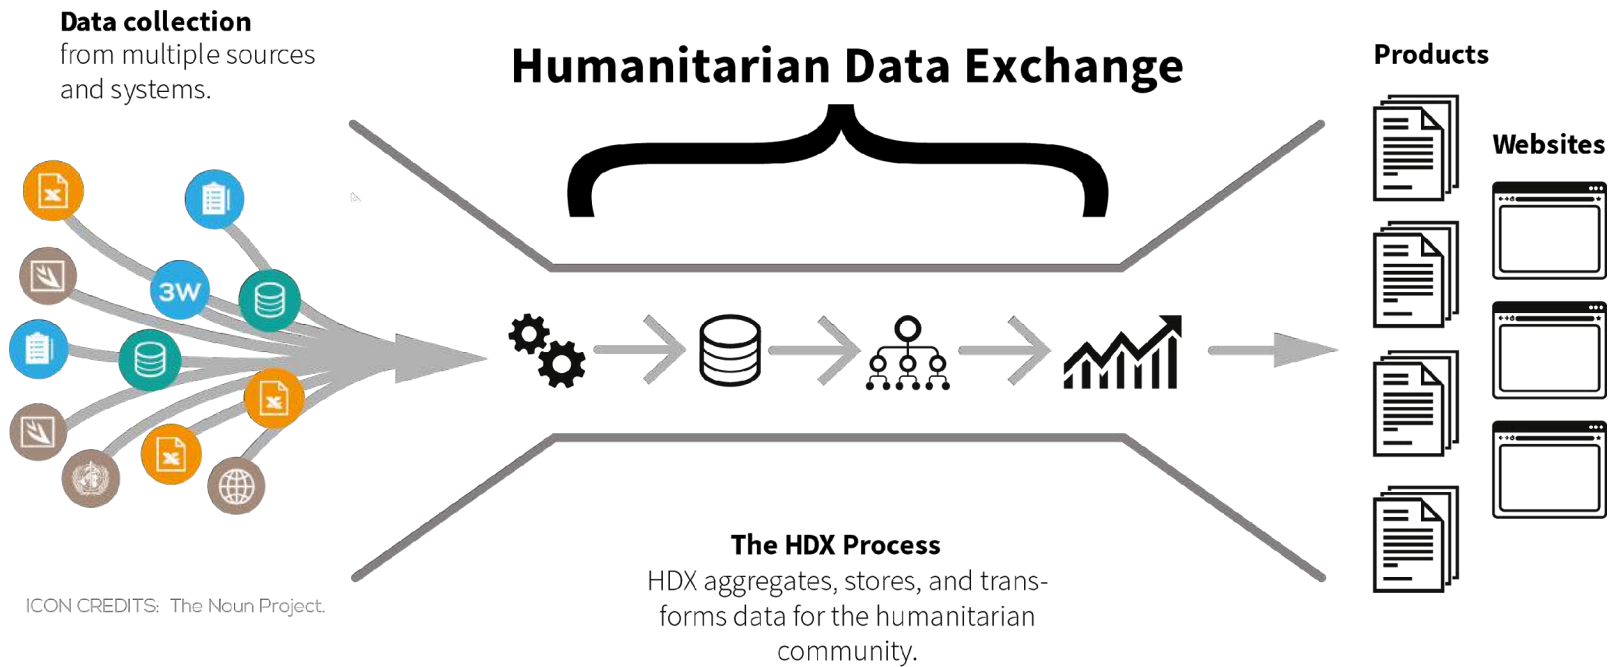 Data collection
from multiple sources
and systems.
Humanitarian Data Exchange
Products
Websites
3W
The HDX Process
HDX aggregates, stores, and trans-
forms data for the humanitarian
community.
ICON CREDITS: The Noun Project.